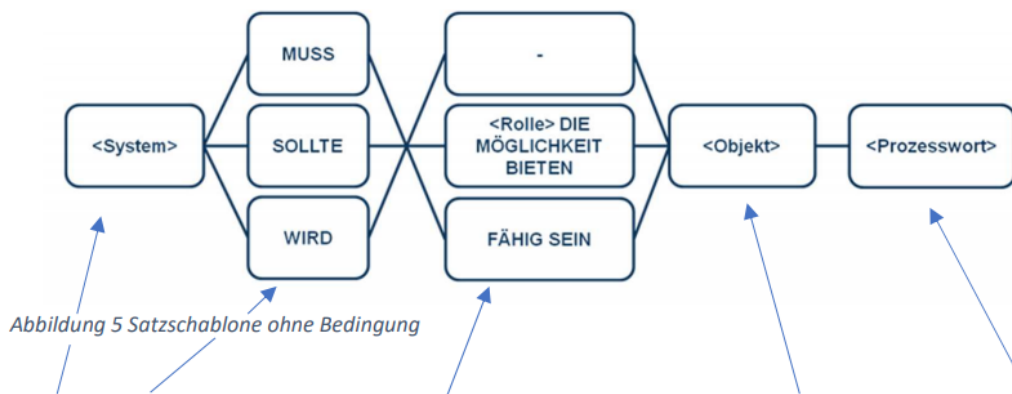 <System>
MUSS
SOLLTE
WIRD
-
<Rolle> DIE
MÖGLICHKEIT
BIETEN
FÄHIG SEIN
<Objekt>
<Prozesswort>
Abbildung 5 Satzschablone ohne Bedingung